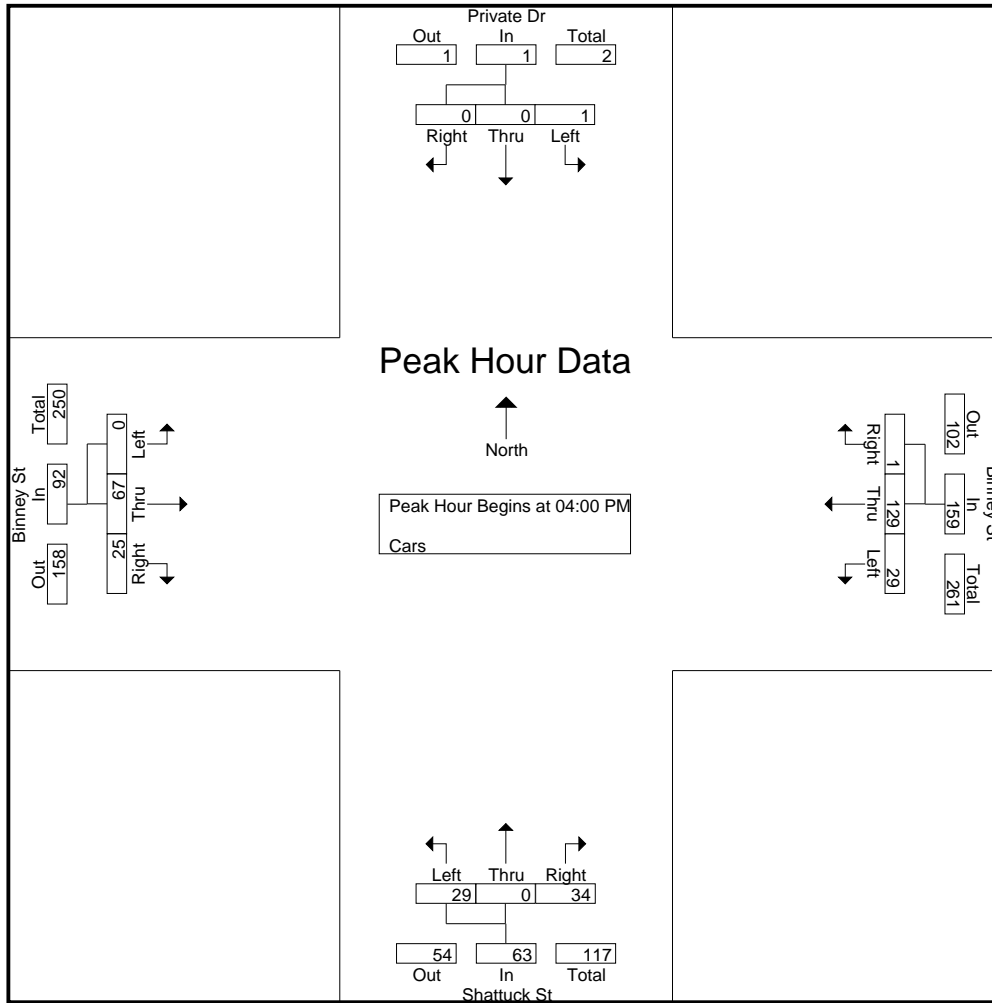 Private Dr
Out In Total
1 1 2
0 0 1
Right Thru Left
Peak Hour Data
North
Peak Hour Begins at 04:00 PM
Cars
Binney St
Total In Out
250 92 158
0 67 25
Left Thru Right
Binney St
Out In Total
102 159 261
1 129 29
Right Thru Left
Left Thru Right
29 0 34
54 63 117
Out In Total
Shattuck St